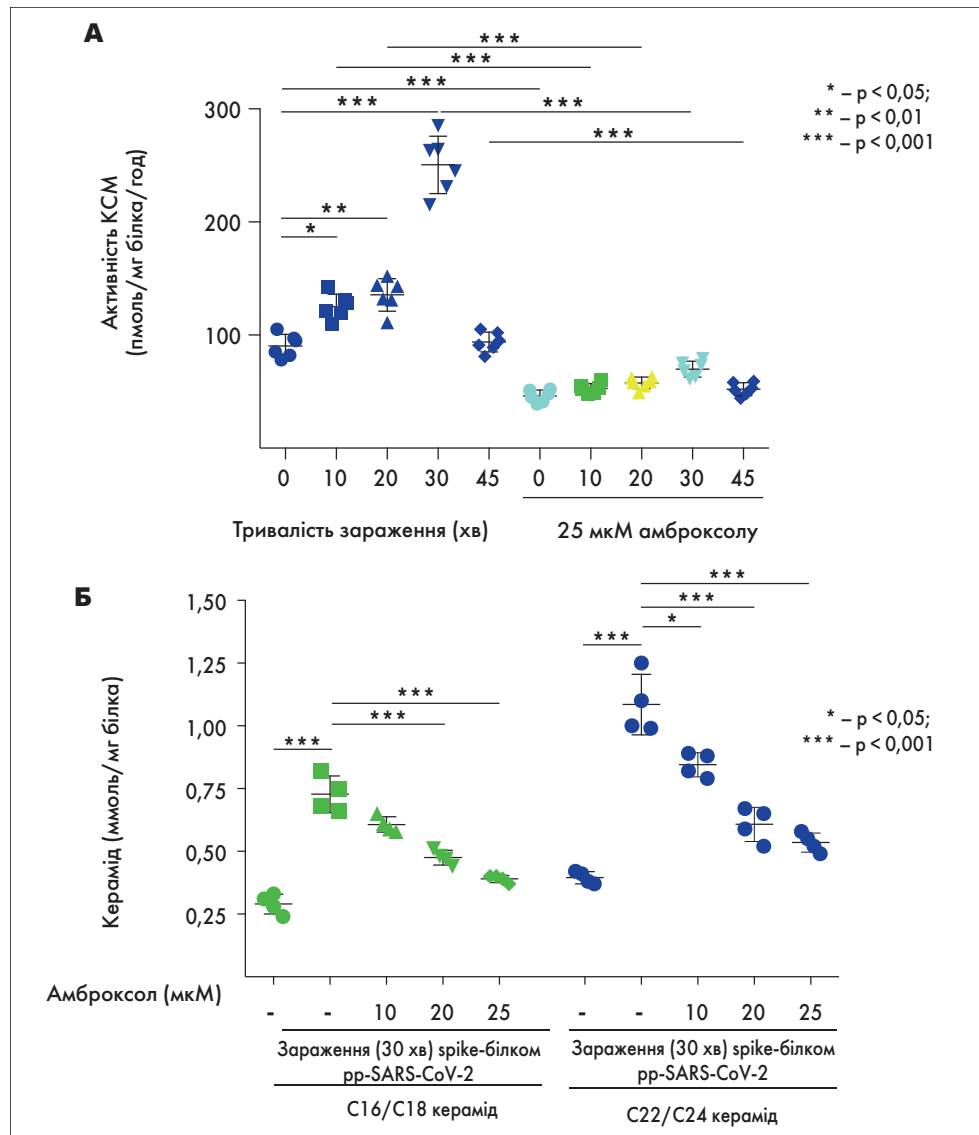 А
* * *
* * *
* * *
* * *
* * *
* * *
* *
*
* – p < 0,05;
** – p < 0,01
*** – p < 0,001
Активність КСМ
(пмоль/мг білка/год)
300
200
100
0 10 20 30 45 0 10 20 30 45
Тривалість зараження (хв)
25 мкМ амброксолу
Б
* * *
* * *
*
* * *
* * *
* * *
* * *
* – p < 0,05;
*** – p < 0,001
Керамід (ммоль/мг білка)
1,50
1,25
1,00
0,75
0,50
0,25
Амброксол (мкМ)
- - 10 20 25 - - 10 20 25
Зараження (30 хв) spike-білком
pp-SARS-CoV-2
C16/C18 керамід
Зараження (30 хв) spike-білком
pp-SARS-CoV-2
C22/C24 керамід